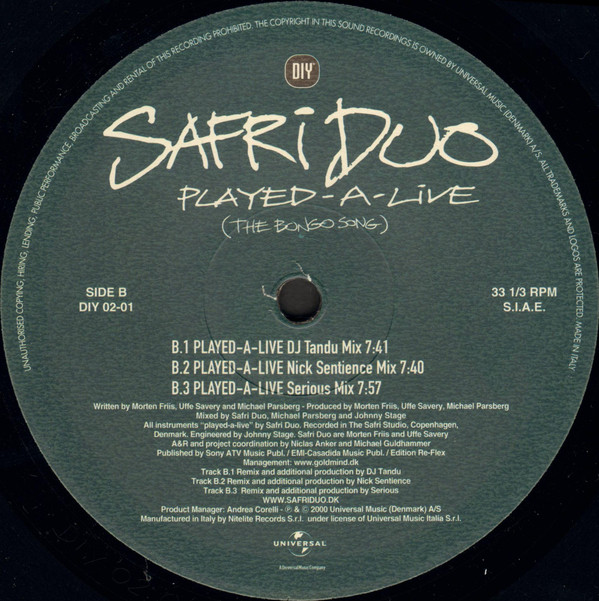 UNAUTHORISED COPYING, HIRING, LENDING, PUBLIC PERFORMANCE, BROADCASTING AND RENTAL OF THIS RECORDING PROHIBITED. THE COPYRIGHT IN THIS SOUND RECORDINGS IS OWNED BY UNIVERSAL MUSIC (DENMARK) A/S. ALL TRADEMARKS AND LOGOS ARE PROTECTED. MADE IN ITALY
DIY
SAFRI DUO
PLAYED-A-LIVE
(THE BONGO SONG)
SIDE B
DIY 02-01
33 1/3 RPM
S.I.A.E.
B.1 PLAYED-A-LIVE DJ Tandu Mix 7:41
B.2 PLAYED-A-LIVE Nick Sentience Mix 7:40
B.3 PLAYED-A-LIVE Serious Mix 7:57
Written by Morten Friis, Uffe Savery and Michael Parsberg - Produced by Morten Friis, Uffe Savery, Michael Parsberg
Mixed by Safri Duo, Michael Parsberg and Johnny Stage
All instruments “played-a-live” by Safri Duo. Recorded in The Safri Studio, Copenhagen,
Denmark. Engineered by Johnny Stage. Safri Duo are Morten Friis and Uffe Savery
A&R and project coordination by Niclas Anker and Michael Guldhammer
Published by Sony ATV Music Publ. / EMI-Casadida Music Publ. / Edition Re-Flex
Management: www.goldmind.dk
Track B.1 Remix and additional production by DJ Tandu
Track B.2 Remix and additional production by Nick Sentience
Track B.3 Remix and additional production by Serious
WWW.SAFRIDUO.DK
Product Manager: Andrea Corelli - ℗ & © 2000 Universal Music (Denmark) A/S
Manufactured in Italy by Nitelite Records S.r.l. under license of Universal Music Italia S.r.l.
UNIVERSAL
A Universal Music Company